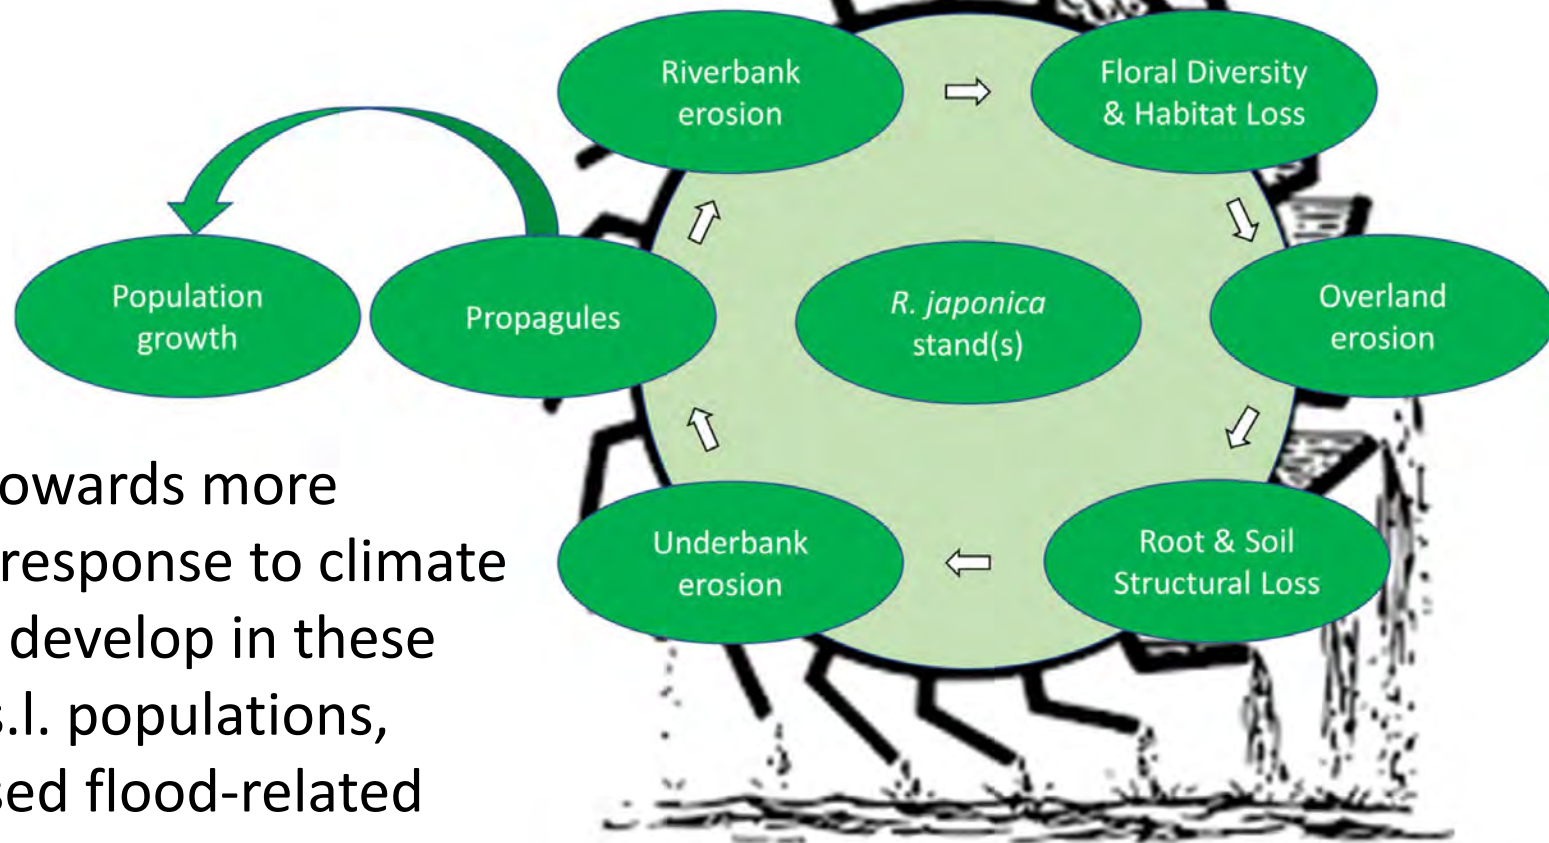 Riverbank
erosion
Floral Diversity
& Habitat Loss
Population
growth
Propagules
R. japonica
stand(s)
Overland
erosion
Underbank
erosion
Root & Soil
Structural Loss
owards more
response to climate
develop in these
s.l. populations,
sed flood-related